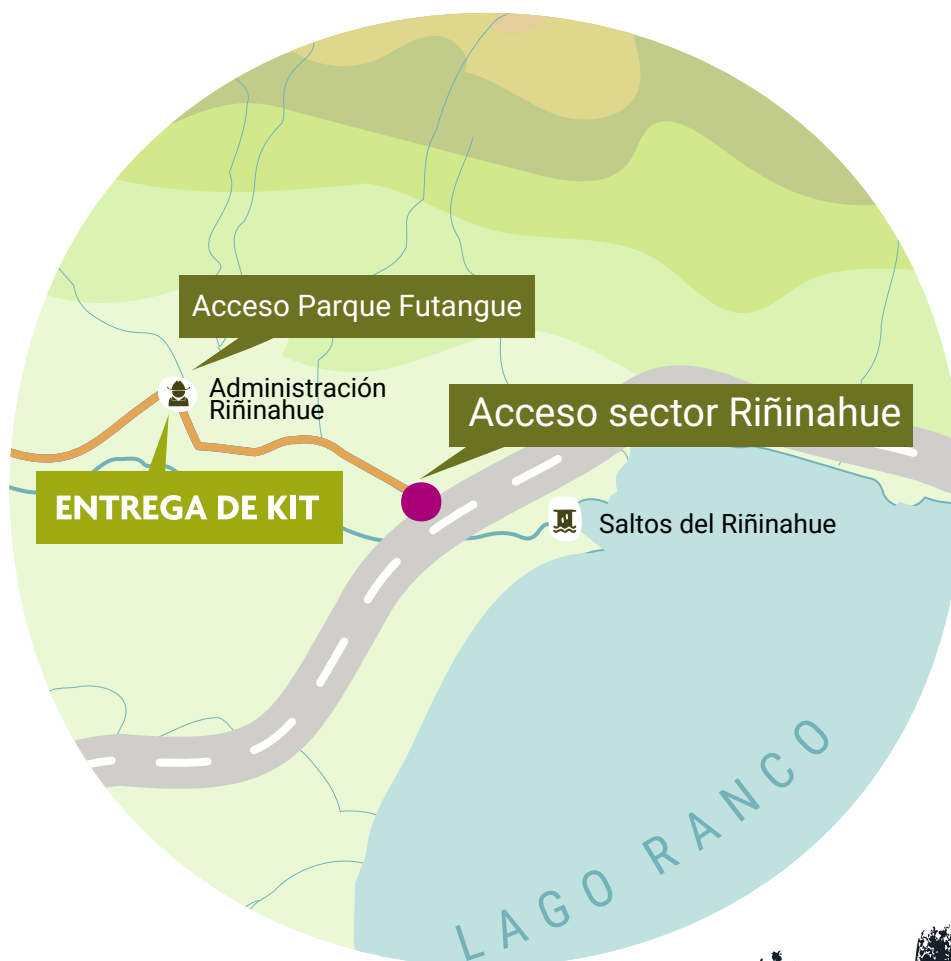 Acceso Parque Futangue
Administración
Riñinahue
Acceso sector Riñinahue
ENTREGA DE KIT
Saltos del Riñinahue
LAGO RANCO